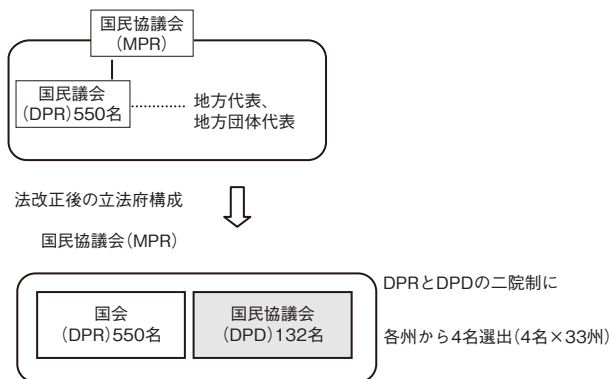 国民協議会
(MPR)
国民議会
(DPR)550名
............. 地方代表、
地方団体代表
法改正後の立法府構成
国民協議会(MPR)
DPRとDPDの二院制に
国会
(DPR)550名
国民協議会
(DPD)132名
各州から4名選出(4名×33州)